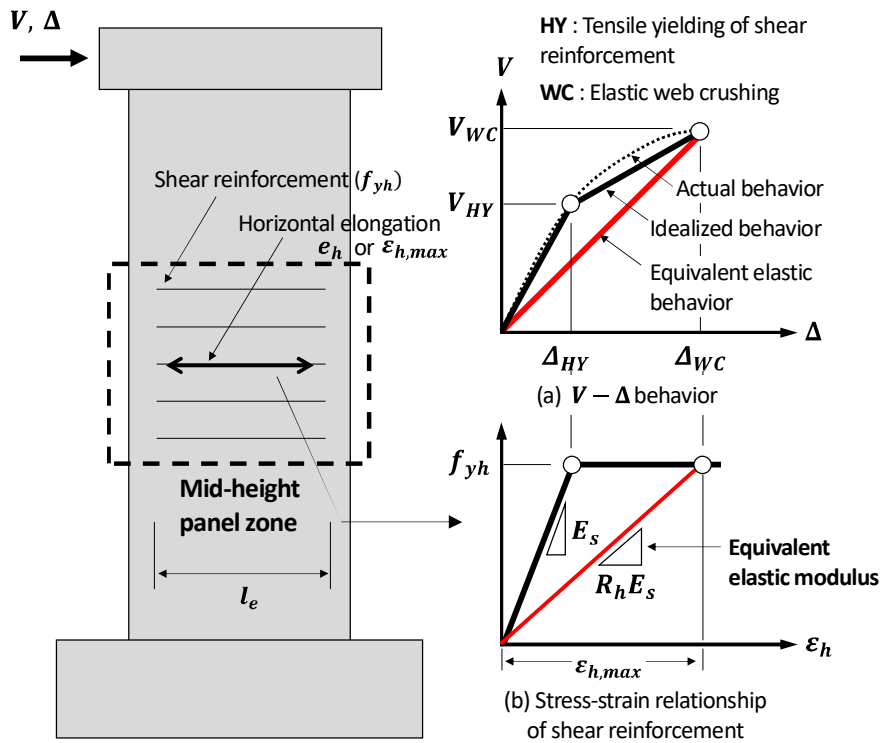 V, Δ
Shear reinforcement (f_yh)
Horizontal elongation
e_h or ε_h,max
Mid-height
panel zone
l_e
HY : Tensile yielding of shear
reinforcement
WC : Elastic web crushing
V
V_WC
V_HY
Actual behavior
Idealized behavior
Equivalent elastic
behavior
Δ
Δ_HY
Δ_WC
(a) V − Δ behavior
f_yh
E_s
R_hE_s
Equivalent
elastic modulus
ε_h
ε_h,max
(b) Stress-strain relationship
of shear reinforcement